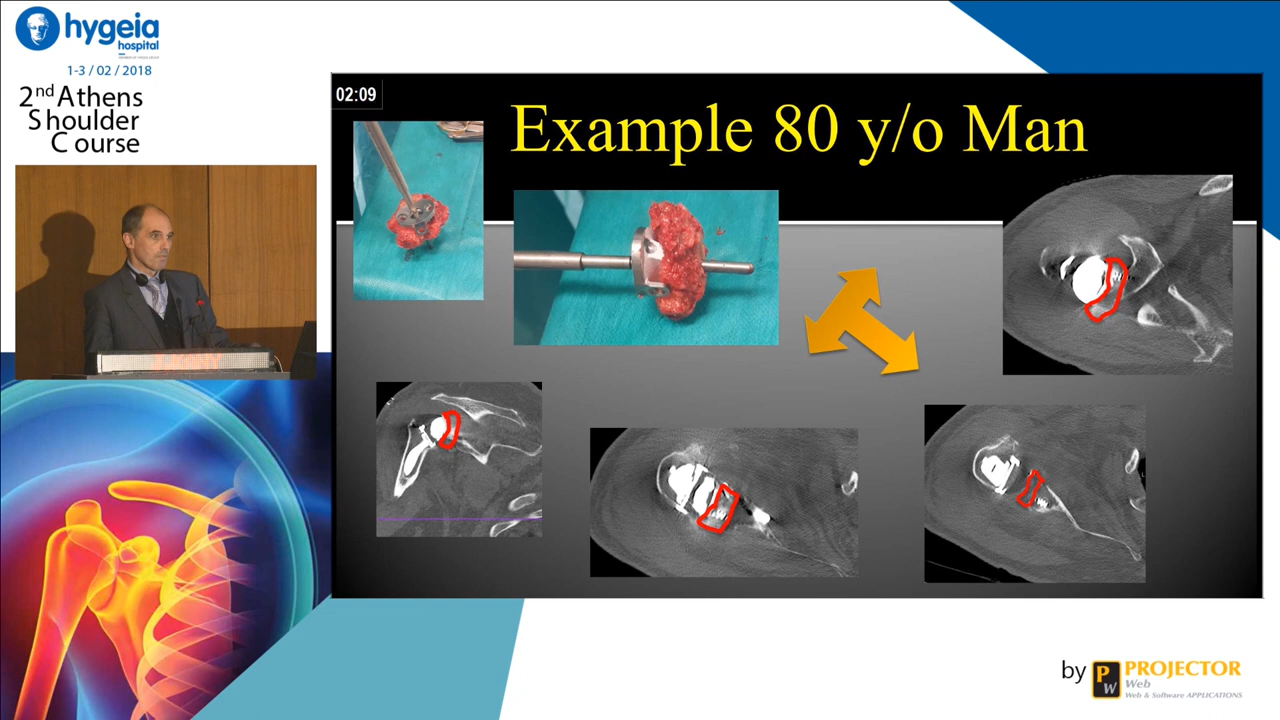 hygeia
hospital
1-3 / 02 / 2018
2nd Athens
Shoulder
Course
02:09
Example 80 y/o Man
by
PW
PROJECTOR
Web
Web & Software APPLICATIONS